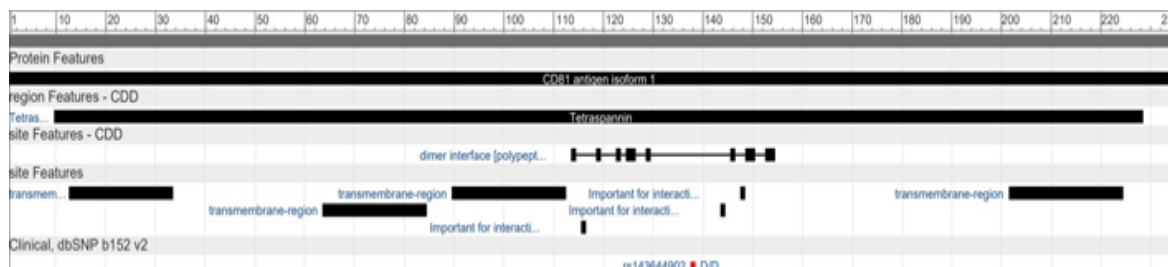 1 10 20 30 40 50 60 70 80 90 100 110 120 130 140 150 160 170 180 190 200 210 220 2
Protein Features
CD81 antigen isoform 1
region Features - CDD
Tetras... Tetraspannin
site Features - CDD
dimer interface [polypept...
site Features
transmem... transmembrane-region Important for interacti... transmembrane-region
transmembrane-region Important for interacti...
Important for interacti...
Clinical, dbSNP b152 v2
rs143644902 D/D